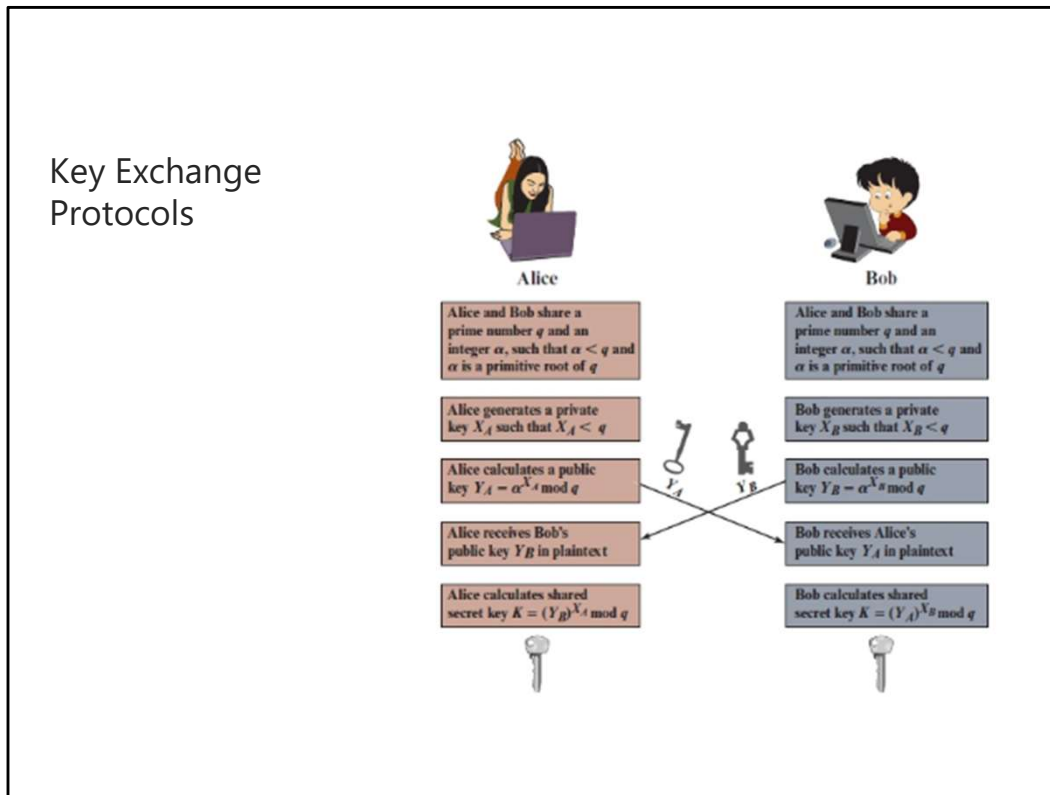 Key Exchange
Protocols
Alice
Alice and Bob share a
prime number q and an
integer α, such that α < q and
α is a primitive root of q
Alice generates a private
key X_A such that X_A < q
Alice calculates a public
key Y_A = α^X_A mod q
Alice receives Bob's
public key Y_B in plaintext
Alice calculates shared
secret key K = (Y_B)^X_A mod q
Y_A
Y_B
Bob
Alice and Bob share a
prime number q and an
integer α, such that α < q and
α is a primitive root of q
Bob generates a private
key X_B such that X_B < q
Bob calculates a public
key Y_B = α^X_B mod q
Bob receives Alice's
public key Y_A in plaintext
Bob calculates shared
secret key K = (Y_A)^X_B mod q